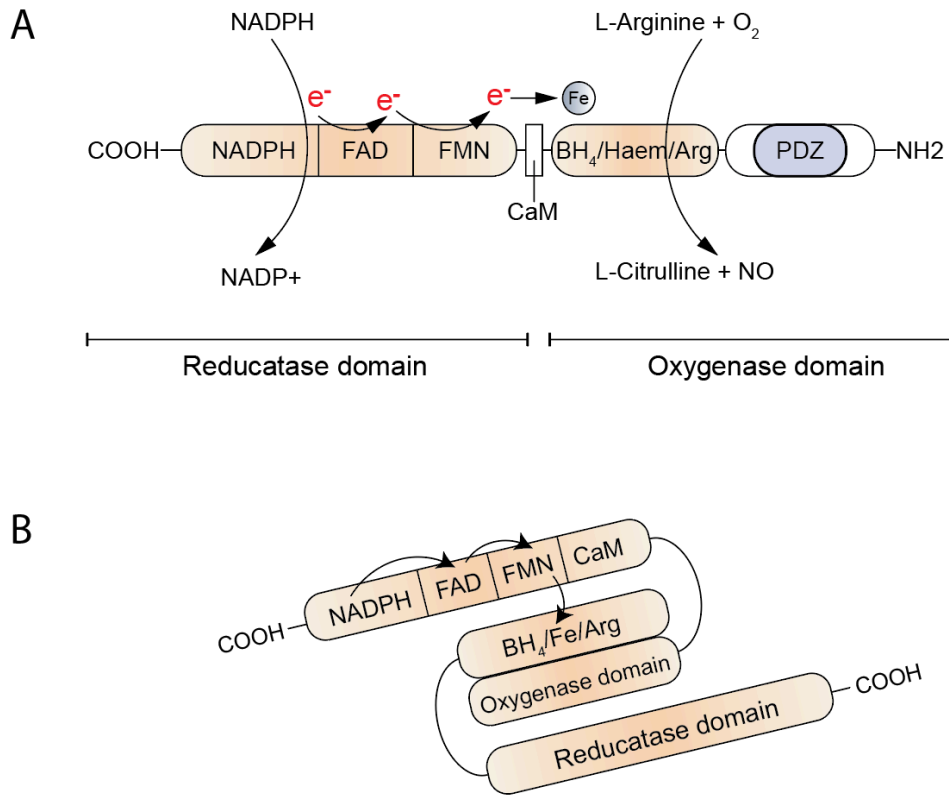 A
NADPH
L-Arginine + O₂
e⁻ e⁻ e⁻ Fe
COOH NADPH FAD FMN BH₄/Haem/Arg PDZ NH2
CaM
NADP+
L-Citrulline + NO
Reducatase domain
Oxygenase domain
B
NADPH FAD FMN CaM
COOH
BH₄/Fe/Arg
Oxygenase domain
Reducatase domain
COOH